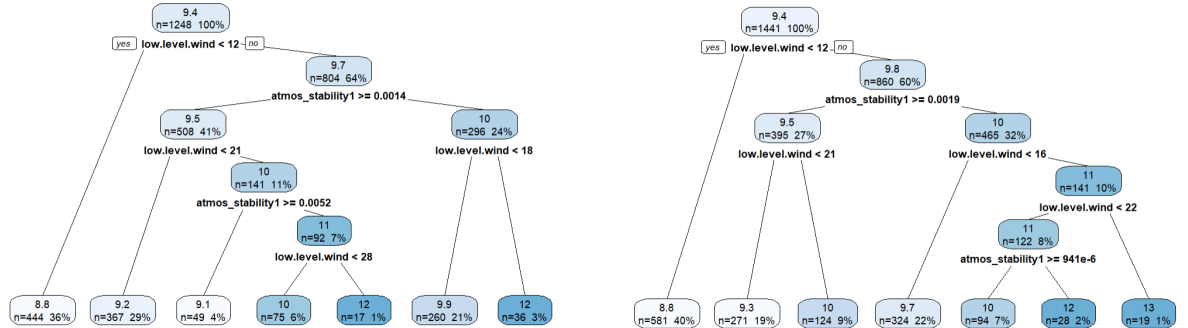 9.4
n=1248 100%
yes low.level.wind < 12 no
9.7
n=804 64%
atmos_stability1 >= 0.0014
9.5
n=508 41%
10
n=296 24%
low.level.wind < 21
low.level.wind < 18
10
n=141 11%
atmos_stability1 >= 0.0052
11
n=92 7%
low.level.wind < 28
8.8
n=444 36%
9.2
n=367 29%
9.1
n=49 4%
10
n=75 6%
12
n=17 1%
9.9
n=260 21%
12
n=36 3%
9.4
n=1441 100%
yes low.level.wind < 12 no
9.8
n=860 60%
atmos_stability1 >= 0.0019
9.5
n=395 27%
10
n=465 32%
low.level.wind < 21
low.level.wind < 16
11
n=141 10%
low.level.wind < 22
11
n=122 8%
atmos_stability1 >= 941e-6
8.8
n=581 40%
9.3
n=271 19%
10
n=124 9%
9.7
n=324 22%
10
n=94 7%
12
n=28 2%
13
n=19 1%